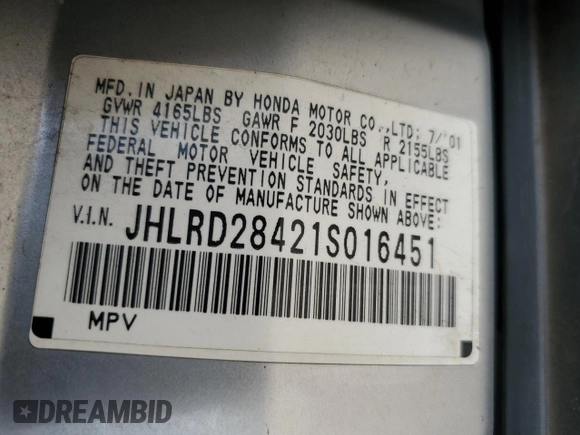 MFD. IN JAPAN BY HONDA MOTOR CO., LTD: 7/'01
GVWR 4165LBS GAWR F 2030LBS R 2155LBS
THIS VEHICLE CONFORMS TO ALL APPLICABLE
FEDERAL MOTOR VEHICLE SAFETY,
AND THEFT PREVENTION STANDARDS IN EFFECT
ON THE DATE OF MANUFACTURE SHOWN ABOVE:
V.I.N. JHLRD28421S016451
MPV
DREAMBID